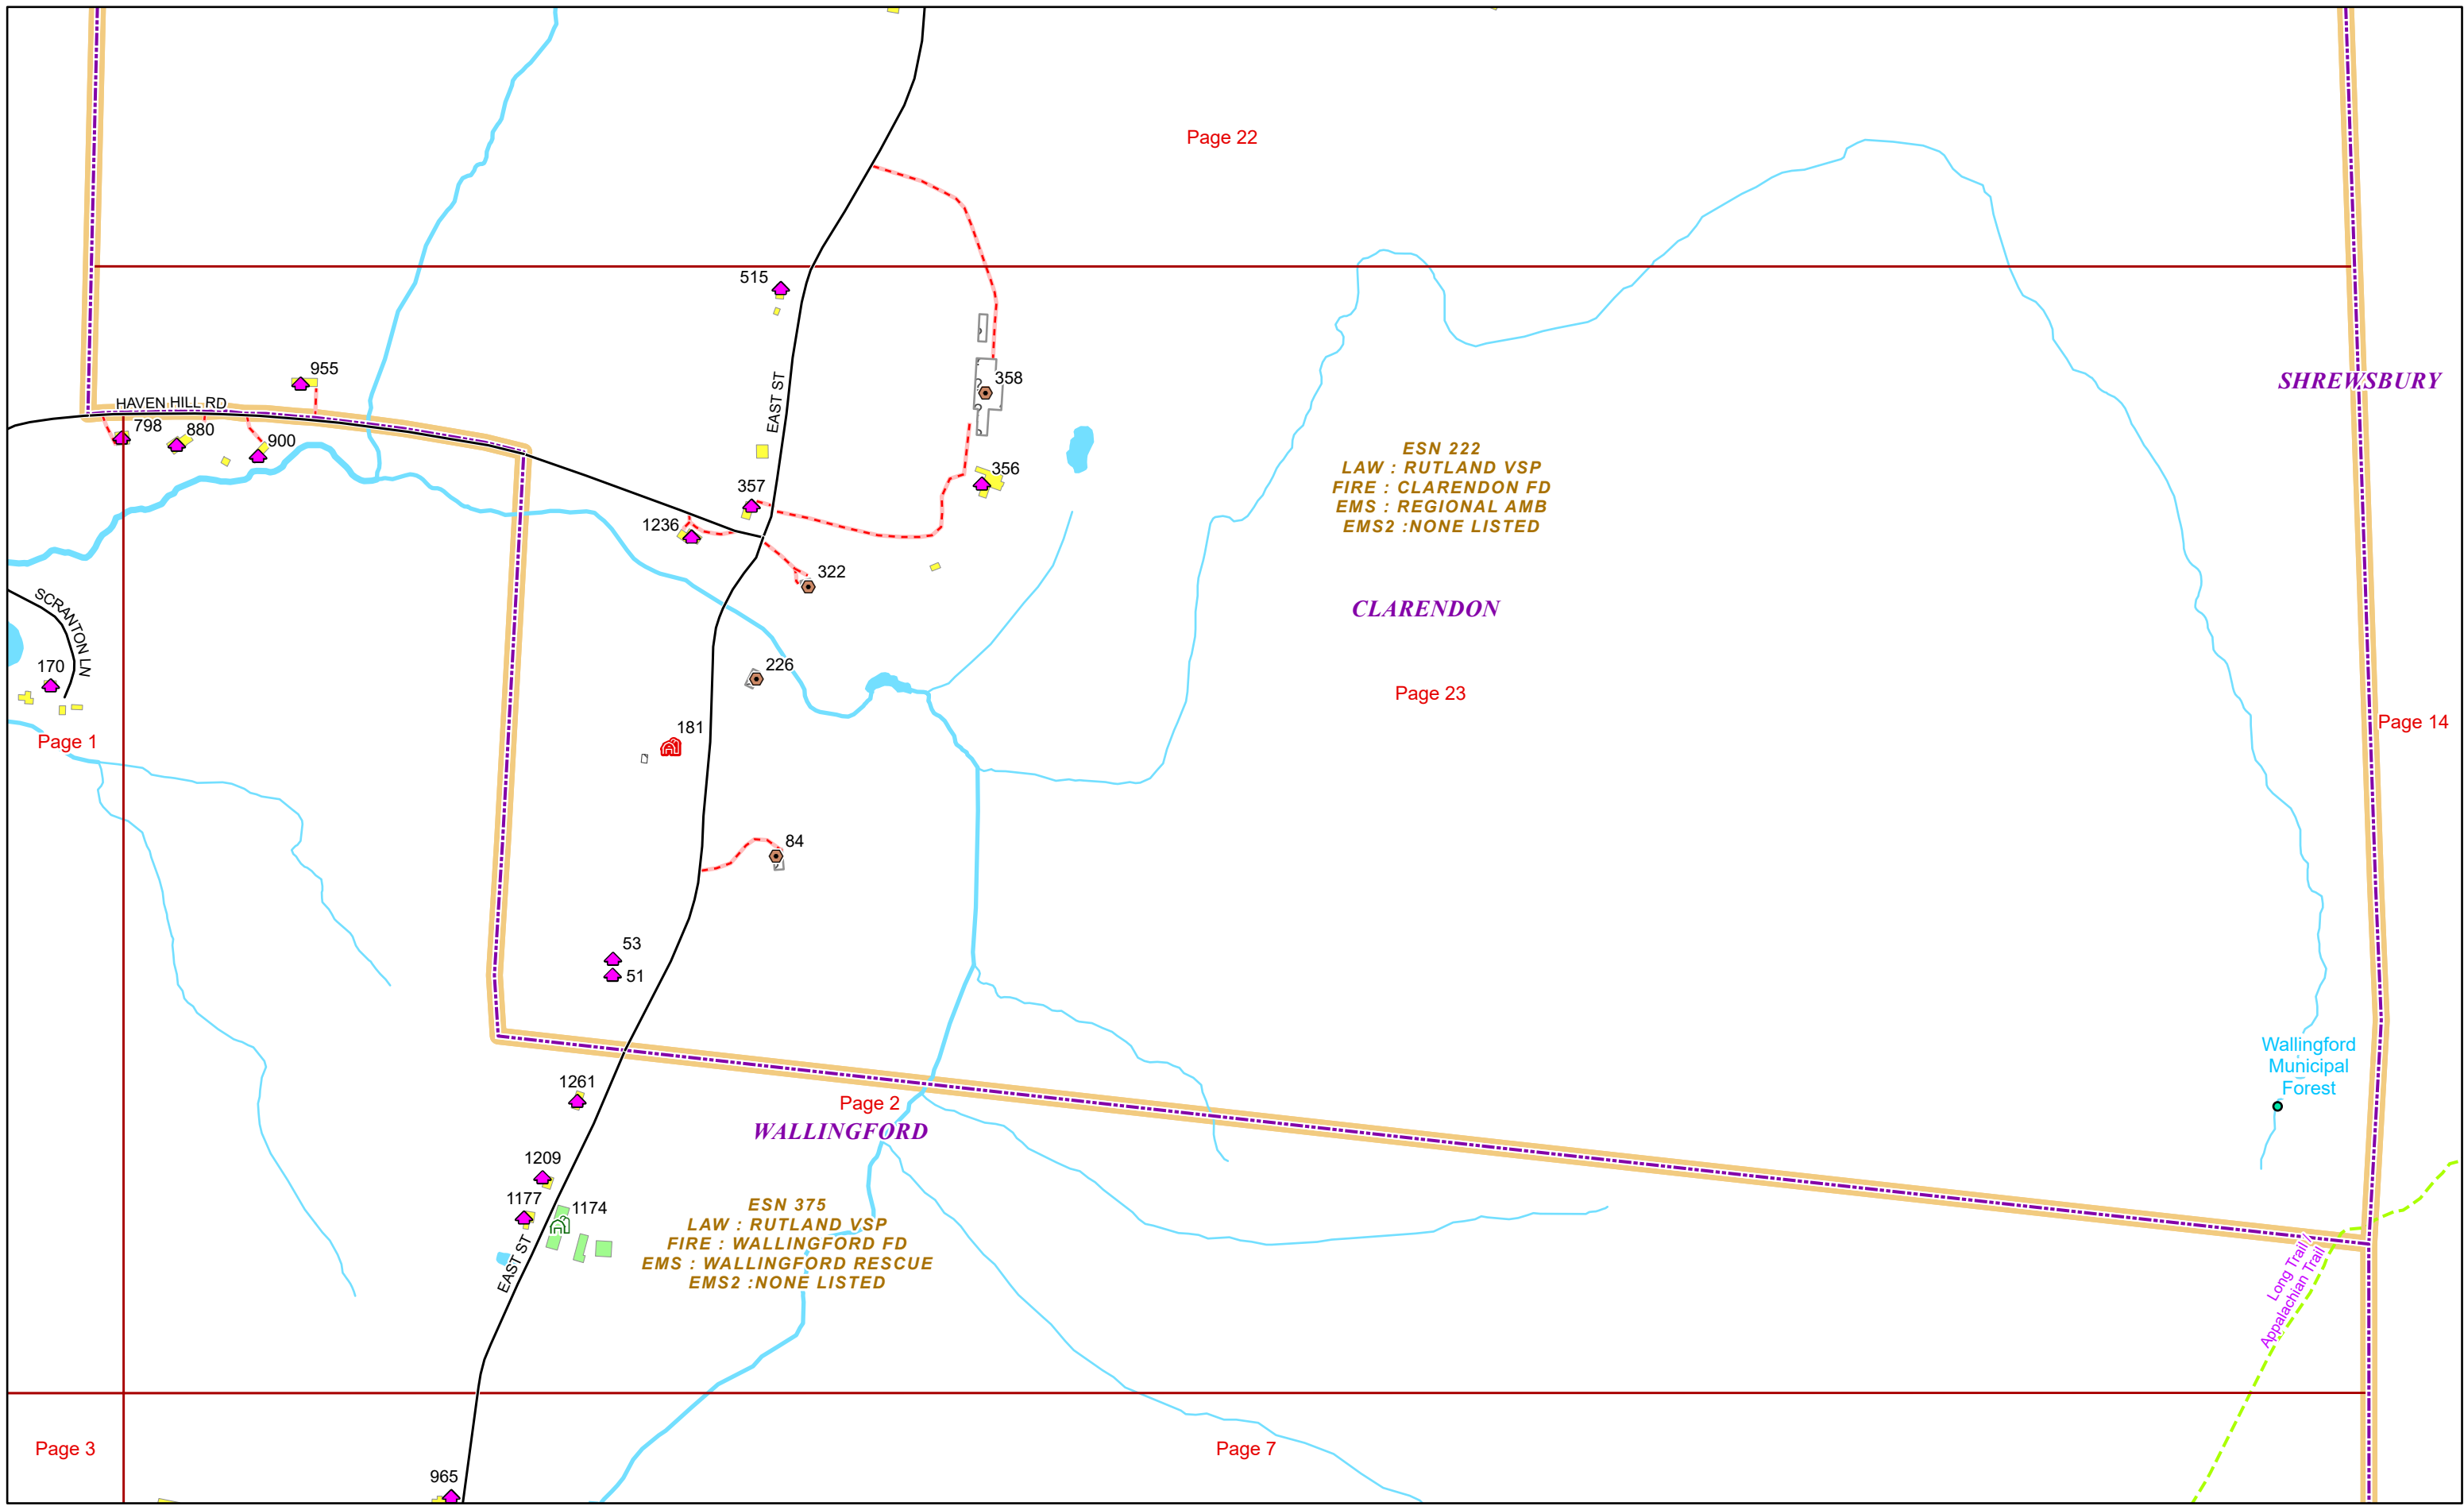 Page 22
515
EAST ST
955
358
SHREWSBURY
HAVEN HILL RD
798
880
900
ESN 222
LAW : RUTLAND VSP
FIRE : CLARENDON FD
EMS : REGIONAL AMB
EMS2 :NONE LISTED
356
357
1236
322
SCRANTON LN
CLARENDON
170
226
Page 23
Page 14
181
Page 1
84
53
51
Wallingford
Municipal
Forest
1261
Page 2
WALLINGFORD
1209
1177
1174
ESN 375
LAW : RUTLAND VSP
FIRE : WALLINGFORD FD
EMS : WALLINGFORD RESCUE
EMS2 :NONE LISTED
EAST ST
Long Trail/
Appalachian Trail
Page 3
Page 7
965